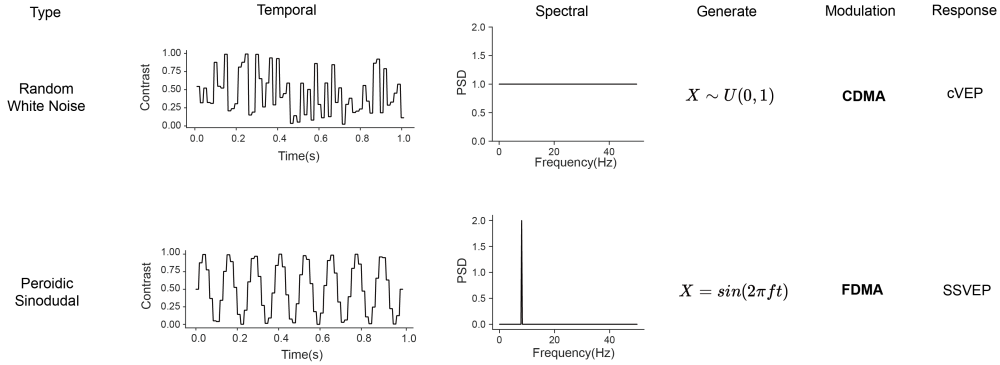 Type
Temporal
Spectral
Generate
Modulation
Response
Random
White Noise
Contrast
1.00
0.75
0.50
0.25
0.00
0.0 0.2 0.4 0.6 0.8 1.0
Time(s)
PSD
2.0
1.5
1.0
0.5
0.0
0 20 40
Frequency(Hz)
X ∼ U(0, 1)
CDMA
cVEP
Peroidic
Sinodudal
Contrast
1.00
0.75
0.50
0.25
0.00
0.0 0.2 0.4 0.6 0.8 1.0
Time(s)
PSD
2.0
1.5
1.0
0.5
0.0
0 20 40
Frequency(Hz)
X = sin(2πft)
FDMA
SSVEP